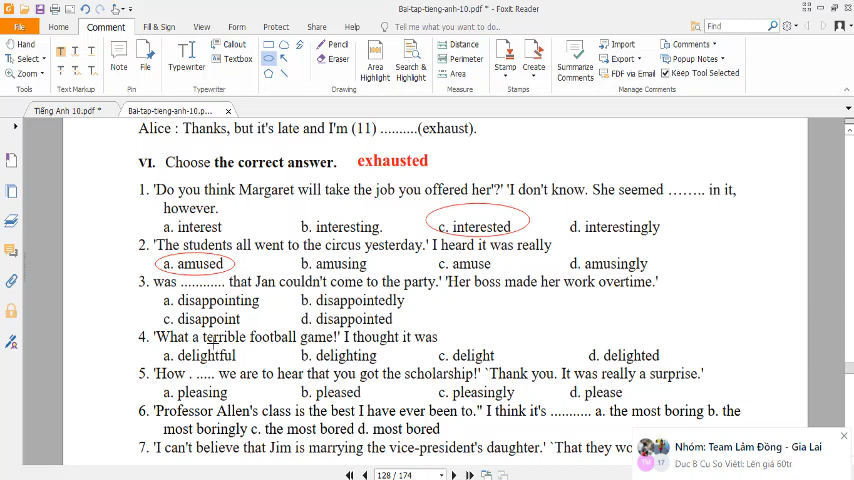 Bai-tap-tieng-anh-10.pdf * - Foxit Reader
File Home Comment Fill & Sign View Form Protect Share Help Tell me what you want to do.. Find
Hand
Select
Zoom
Tools
Text Markup
Note
File
Pin
Typewriter
Callout
Textbox
Typewriter
Pencil
Eraser
Drawing
Area Highlight
Search & Highlight
Distance
Perimeter
Area
Measure
Stamp
Create
Stamps
Summarize Comments
Import
Export
FDF via Email
Comments
Popup Notes
Keep Tool Selected
Manage Comments
Tiếng Anh 10.pdf * Bai-tap-tieng-anh-10.p...
Alice : Thanks, but it's late and I'm (11) ..........(exhaust).
VI. Choose the correct answer. exhausted
1. 'Do you think Margaret will take the job you offered her'?' 'I don't know. She seemed …….. in it,
however.
a. interest b. interesting. c. interested d. interestingly
2. 'The students all went to the circus yesterday.' I heard it was really
a. amused b. amusing c. amuse d. amusingly
3. was ............ that Jan couldn't come to the party.' 'Her boss made her work overtime.'
a. disappointing b. disappointedly
c. disappoint d. disappointed
4. 'What a terrible football game!' I thought it was
a. delightful b. delighting c. delight d. delighted
5. 'How . ..... we are to hear that you got the scholarship!' `Thank you. It was really a surprise.'
a. pleasing b. pleased c. pleasingly d. please
6. 'Professor Allen's class is the best I have ever been to." I think it's .......... a. the most boring b. the
most boringly c. the most bored d. most bored
7. 'I can't believe that Jim is marrying the vice-president's daughter.' `That they wo
Nhóm: Team Lâm Đồng - Gia Lai
Duc B Cu So Viêtl: Lên giá 60tr
17
128 / 174